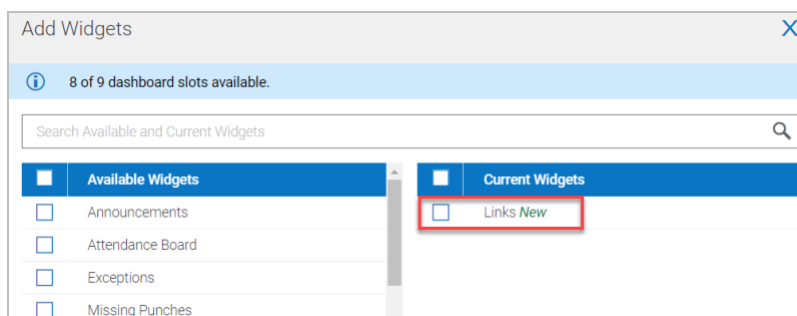 Add Widgets
X
8 of 9 dashboard slots available.
Search Available and Current Widgets
Available Widgets
Current Widgets
Announcements
Links New
Attendance Board
Exceptions
Missing Punches